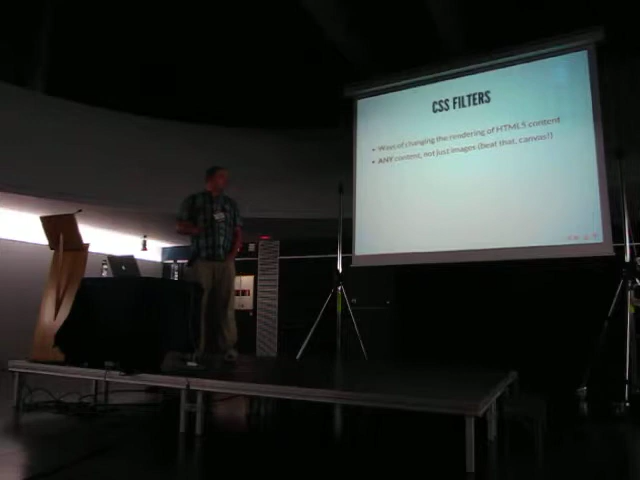 CSS FILTERS
Ways of changing the rendering of HTML5 content
ANY content, not just images (beat that, canvas!)